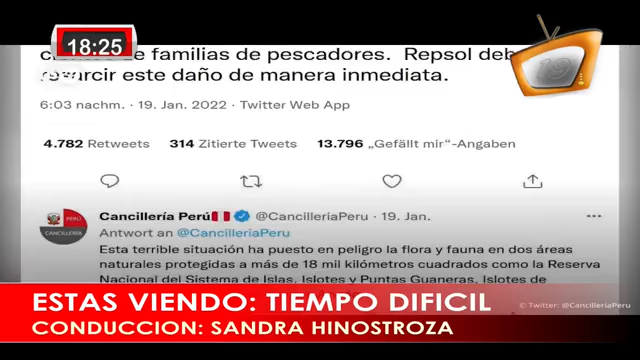 18:25
de familias de pescadores. Repsol
este daño de manera inmediata.
6:03 nachm. · 19. Jan. 2022 · Twitter Web App
4.782 Retweets 314 Zitierte Tweets 13.796 „Gefällt mir“-Angaben
Cancillería Perú @CancilleriaPeru · 19. Jan.
PERÚ
CANCILLERÍA
Antwort an @CancilleriaPeru
Esta terrible situación ha puesto en peligro la flora y fauna en dos áreas
naturales protegidas a más de 18 mil kilómetros cuadrados como la Reserva
Nacional del Sistema de Islas, Islotes y Puntas Guaneras, Islotes de
ESTAS VIENDO: TIEMPO DIFICIL
© Twitter: @CancilleriaPeru
CONDUCCION: SANDRA HINOSTROZA